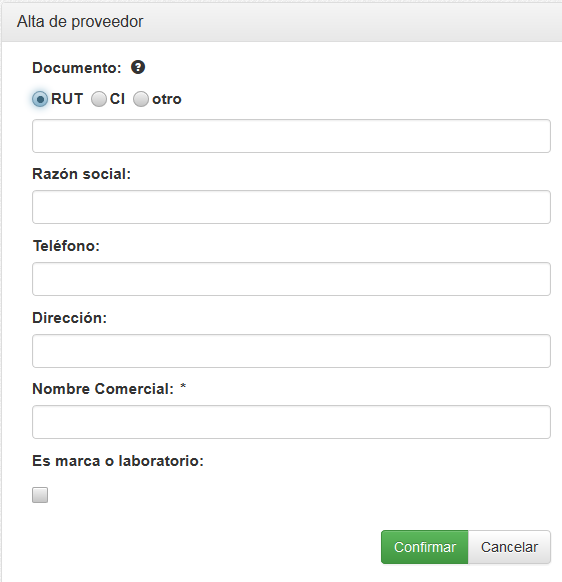 Alta de proveedor
Documento: ?
RUT CI otro
Razón social:
Teléfono:
Dirección:
Nombre Comercial: *
Es marca o laboratorio:
Confirmar Cancelar